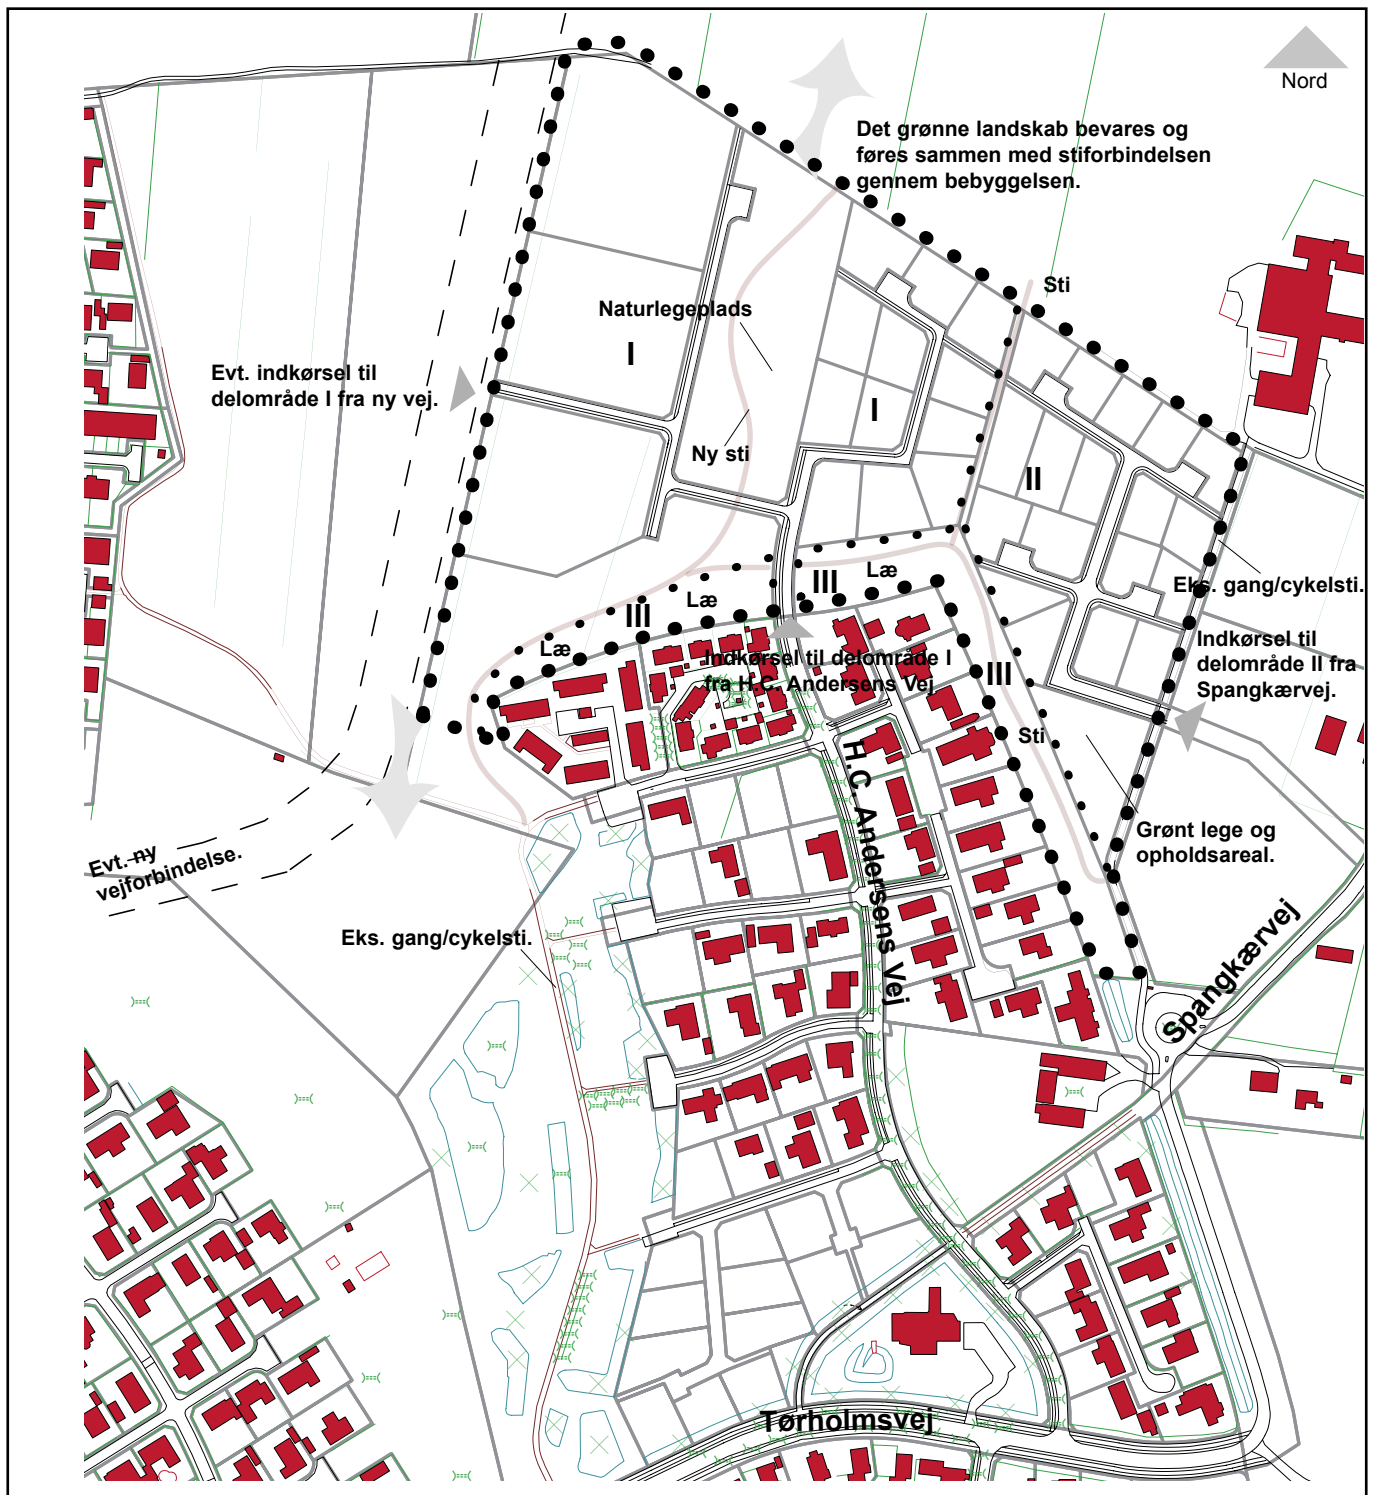 Nord
Det grønne landskab bevares og
føres sammen med stiforbindelsen
gennem bebyggelsen.
Sti
Naturlegeplads
I
Evt. indkørsel til
delområde I fra ny vej.
I
Ny sti
II
Læ
III
Eks. gang/cykelsti.
Læ
III
Læ
Indkørsel til
delområde II fra
Spangkærvej.
Indkørsel til delområde I
fra H.C. Andersens Vej
III
Sti
H.C. Andersens Vej
Grønt lege og
opholdsareal.
Evt. ny
vejforbindelse.
Eks. gang/cykelsti.
Spangkærvej
Tørholmsvej